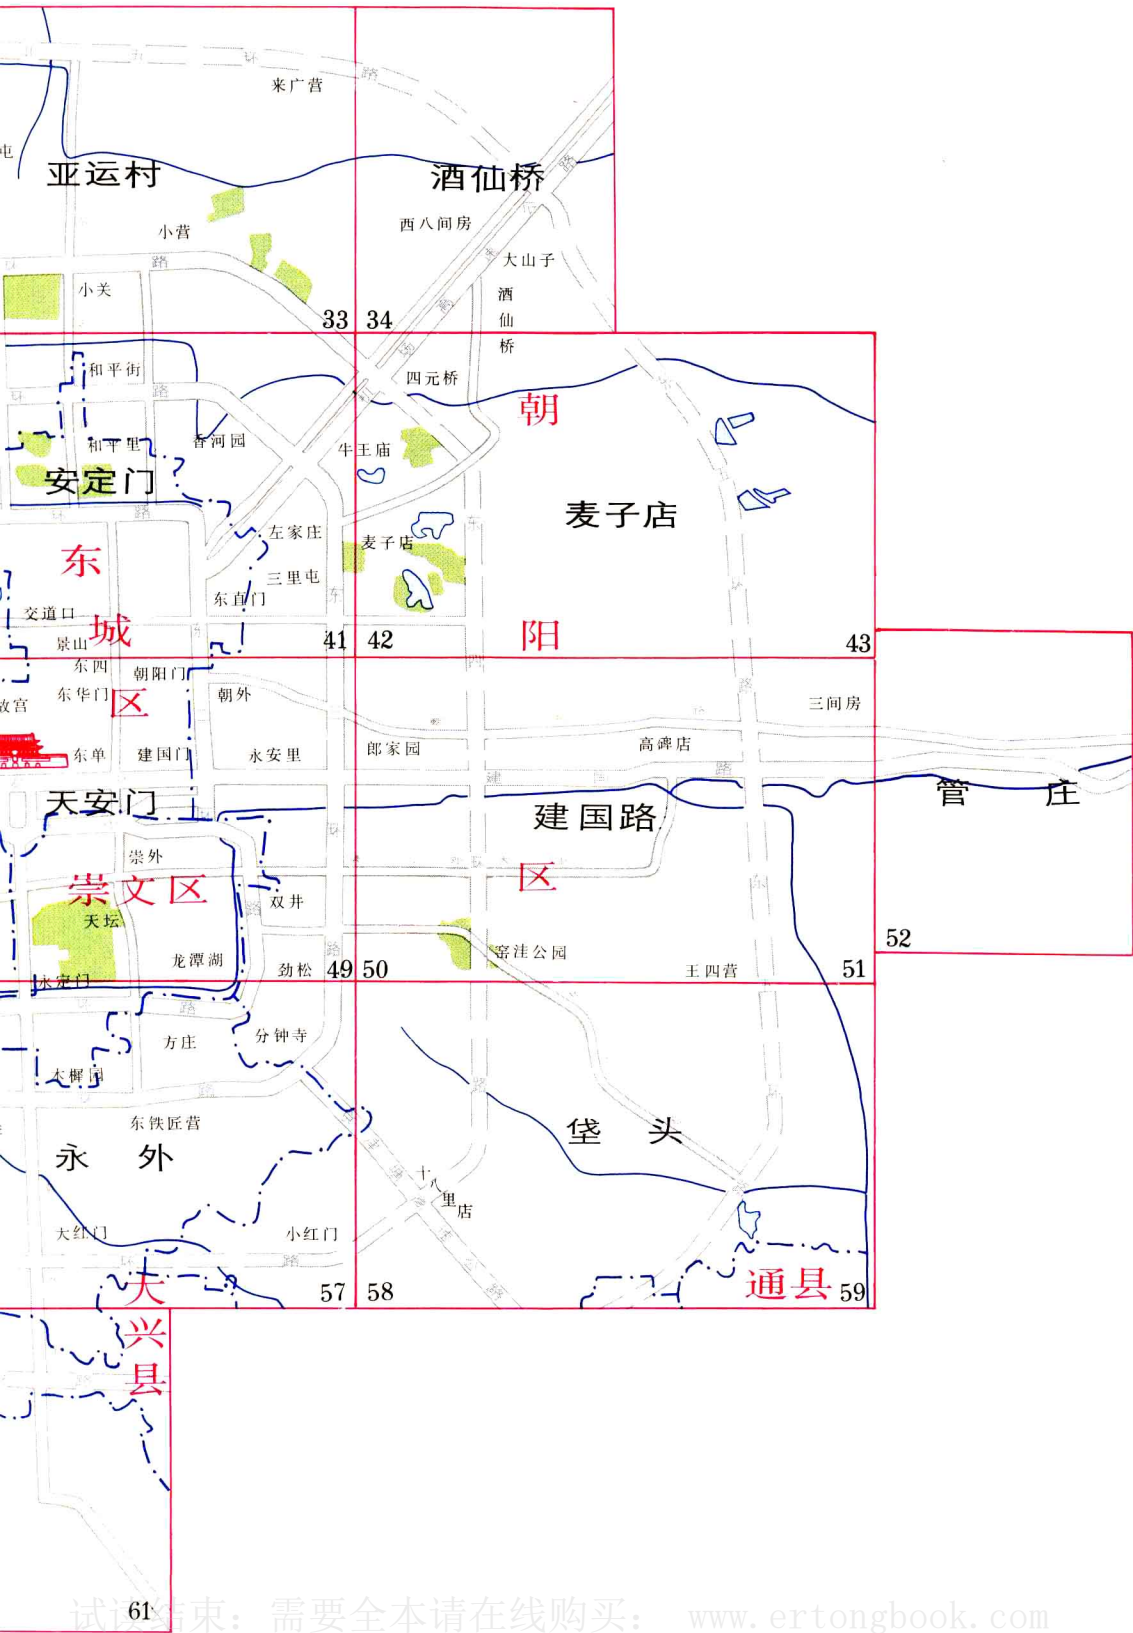 来广营
屯
亚运村
酒仙桥
西八间房
小营
大山子
小关
酒仙桥
33
34
和平街
四元桥
朝
和平里
香河园
牛王庙
安定门
麦子店
左家庄
麦子店
东
三里屯
东直门
交道口
城
景山
41
42
阳
43
东四
朝阳门
东华门
区
朝外
故宫
三间房
东单
建国门
永安里
郎家园
高碑店
天安门
建国路
管庄
崇外
崇文区
双井
区
天坛
52
龙潭湖
窑洼公园
永定门
劲松
49
50
王四营
51
方庄
分钟寺
木樨园
东铁匠营
垡头
永外
十八里店
大红门
小红门
大
57
58
通县
59
兴
县
61
试读结束：需要全本请在线购买： www.ertongbook.com